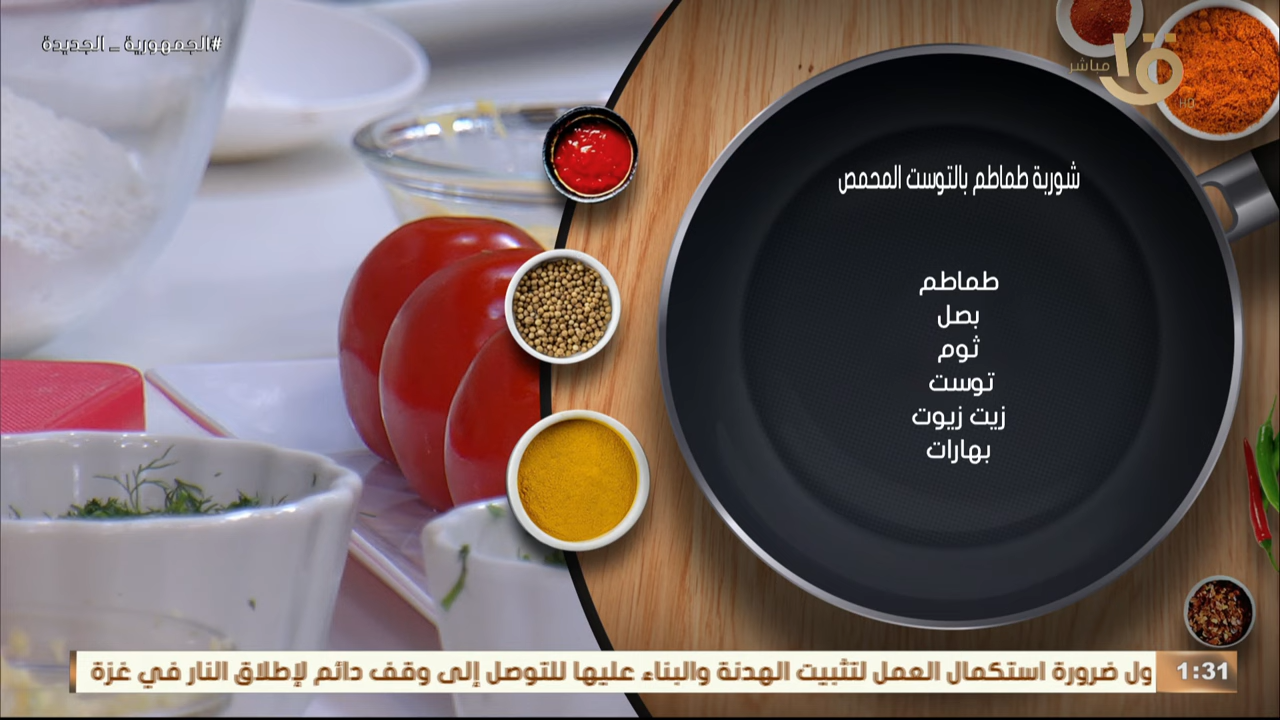 #الجمهورية_الجديدة
مباشر
HD
شوربة طماطم بالتوست المحمص
طماطم
بصل
ثوم
توست
زيت زيوت
بهارات
1:31
ول ضرورة استكمال العمل لتثبيت الهدنة والبناء عليها للتوصل إلى وقف دائم لإطلاق النار في غزة